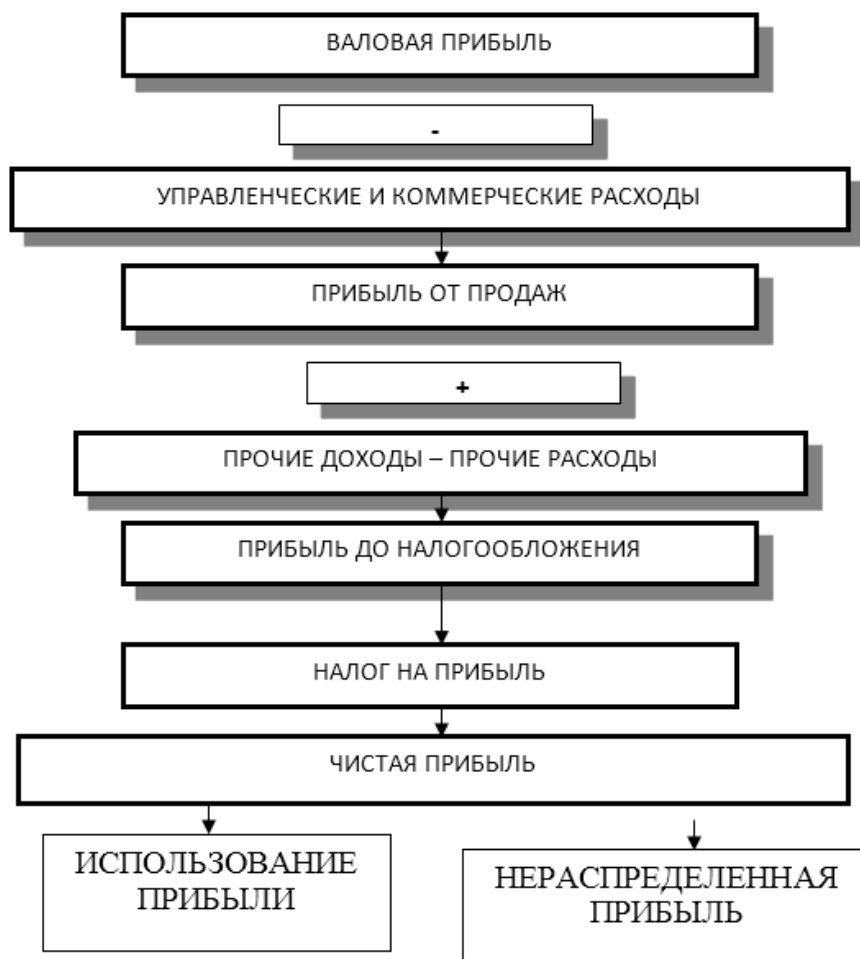 ВАЛОВАЯ ПРИБЫЛЬ
-
УПРАВЛЕНЧЕСКИЕ И КОММЕРЧЕСКИЕ РАСХОДЫ
ПРИБЫЛЬ ОТ ПРОДАЖ
+
ПРОЧИЕ ДОХОДЫ – ПРОЧИЕ РАСХОДЫ
ПРИБЫЛЬ ДО НАЛОГООБЛОЖЕНИЯ
НАЛОГ НА ПРИБЫЛЬ
ЧИСТАЯ ПРИБЫЛЬ
ИСПОЛЬЗОВАНИЕ
ПРИБЫЛИ
НЕРАСПРЕДЕЛЕННАЯ
ПРИБЫЛЬ